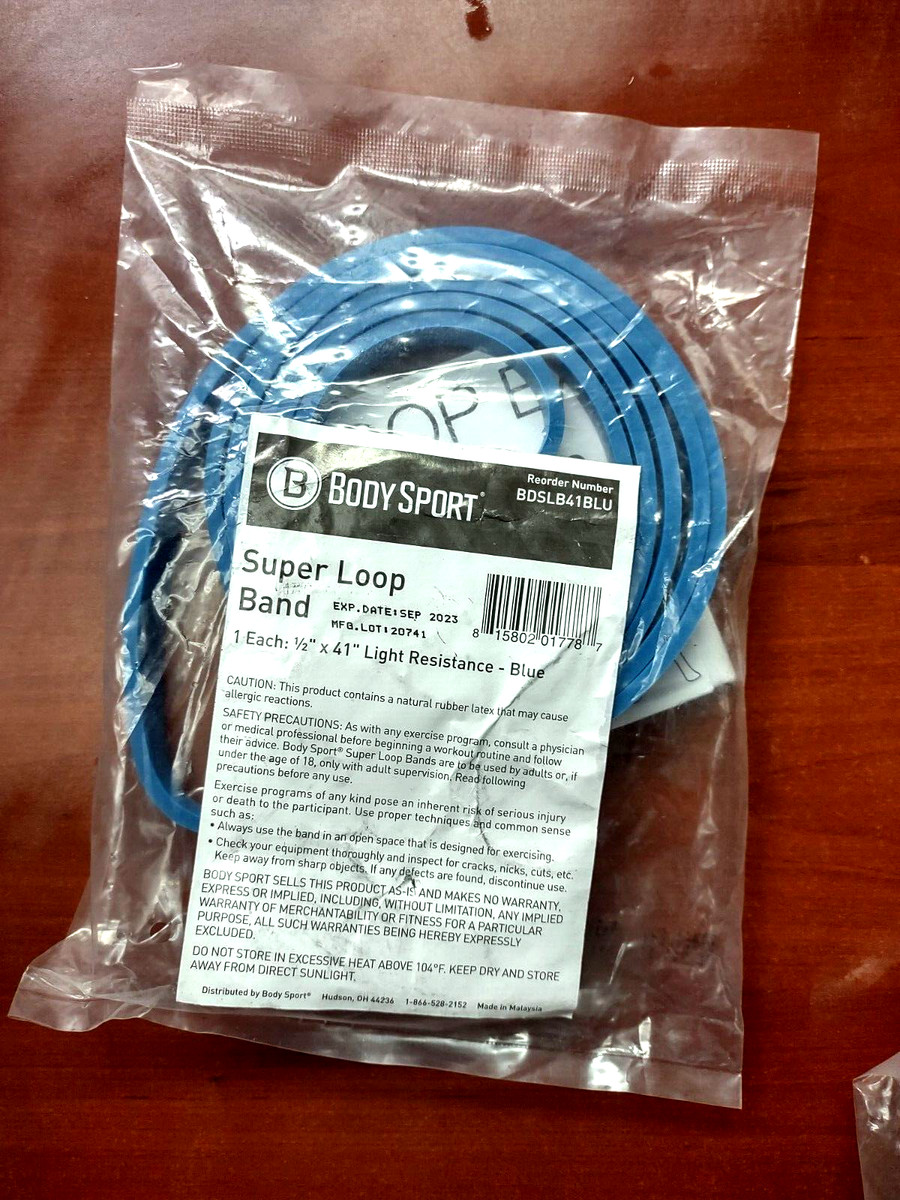 OP E
B BODY SPORT®
Reorder Number
BDSLB41BLU
Super Loop
Band
EXP.DATE:SEP 2023
MFG.LOT:20741
8 15802 01778 7
1 Each: ½" x 41" Light Resistance - Blue
CAUTION: This product contains a natural rubber latex that may cause
allergic reactions.
SAFETY PRECAUTIONS: As with any exercise program, consult a physician
or medical professional before beginning a workout routine and follow
their advice. Body Sport® Super Loop Bands are to be used by adults or, if
under the age of 18, only with adult supervision. Read following
precautions before any use.
Exercise programs of any kind pose an inherent risk of serious injury
or death to the participant. Use proper techniques and common sense
such as:
• Always use the band in an open space that is designed for exercising.
• Check your equipment thoroughly and inspect for cracks, nicks, cuts, etc.
Keep away from sharp objects. If any defects are found, discontinue use.
BODY SPORT SELLS THIS PRODUCT AS-IS AND MAKES NO WARRANTY,
EXPRESS OR IMPLIED, INCLUDING, WITHOUT LIMITATION, ANY IMPLIED
WARRANTY OF MERCHANTABILITY OR FITNESS FOR A PARTICULAR
PURPOSE, ALL SUCH WARRANTIES BEING HEREBY EXPRESSLY
EXCLUDED.
DO NOT STORE IN EXCESSIVE HEAT ABOVE 104°F. KEEP DRY AND STORE
AWAY FROM DIRECT SUNLIGHT.
Distributed by Body Sport® Hudson, OH 44236 1-866-528-2152 Made in Malaysia